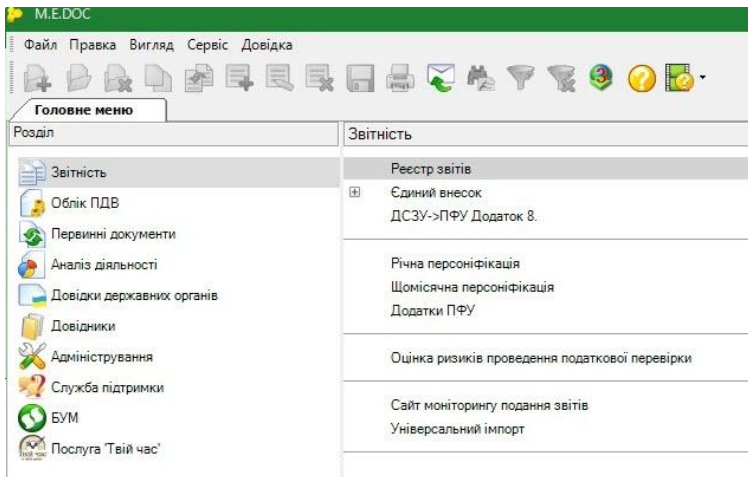 M.E.DOC
Файл Правка Вигляд Сервіс Довідка
Головне меню
Розділ
Звітність
Облік ПДВ
Первинні документи
Аналіз діяльності
Довідки державних органів
Довідники
Адміністрування
Служба підтримки
БУМ
Послуга 'Твій час'
Звітність
Реєстр звітів
Єдиний внесок
ДСЗУ->ПФУ Додаток 8.
Річна персоніфікація
Щомісячна персоніфікація
Додатки ПФУ
Оцінка ризиків проведення податкової перевірки
Сайт моніторингу подання звітів
Універсальний імпорт